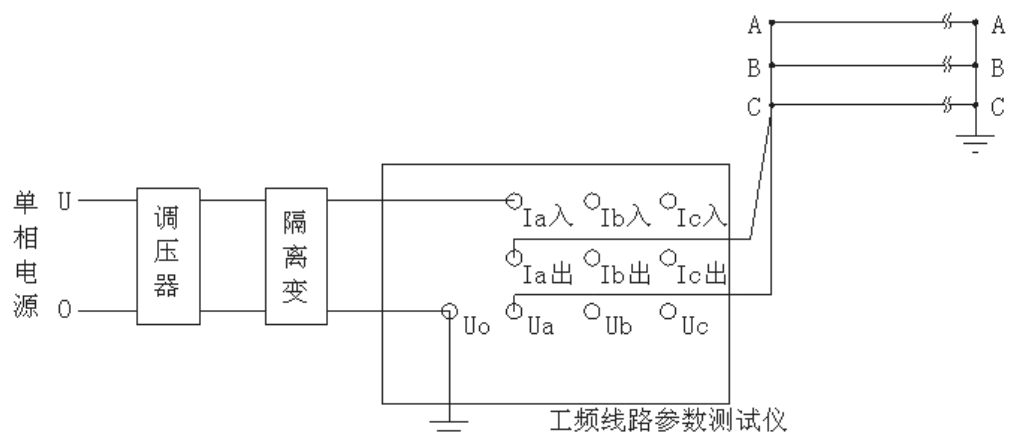 A A
B B
C C
单相电源
U
O
调压器
隔离变
Ia入 Ib入 Ic入
Ia出 Ib出 Ic出
Uo Ua Ub Uc
工频线路参数测试仪